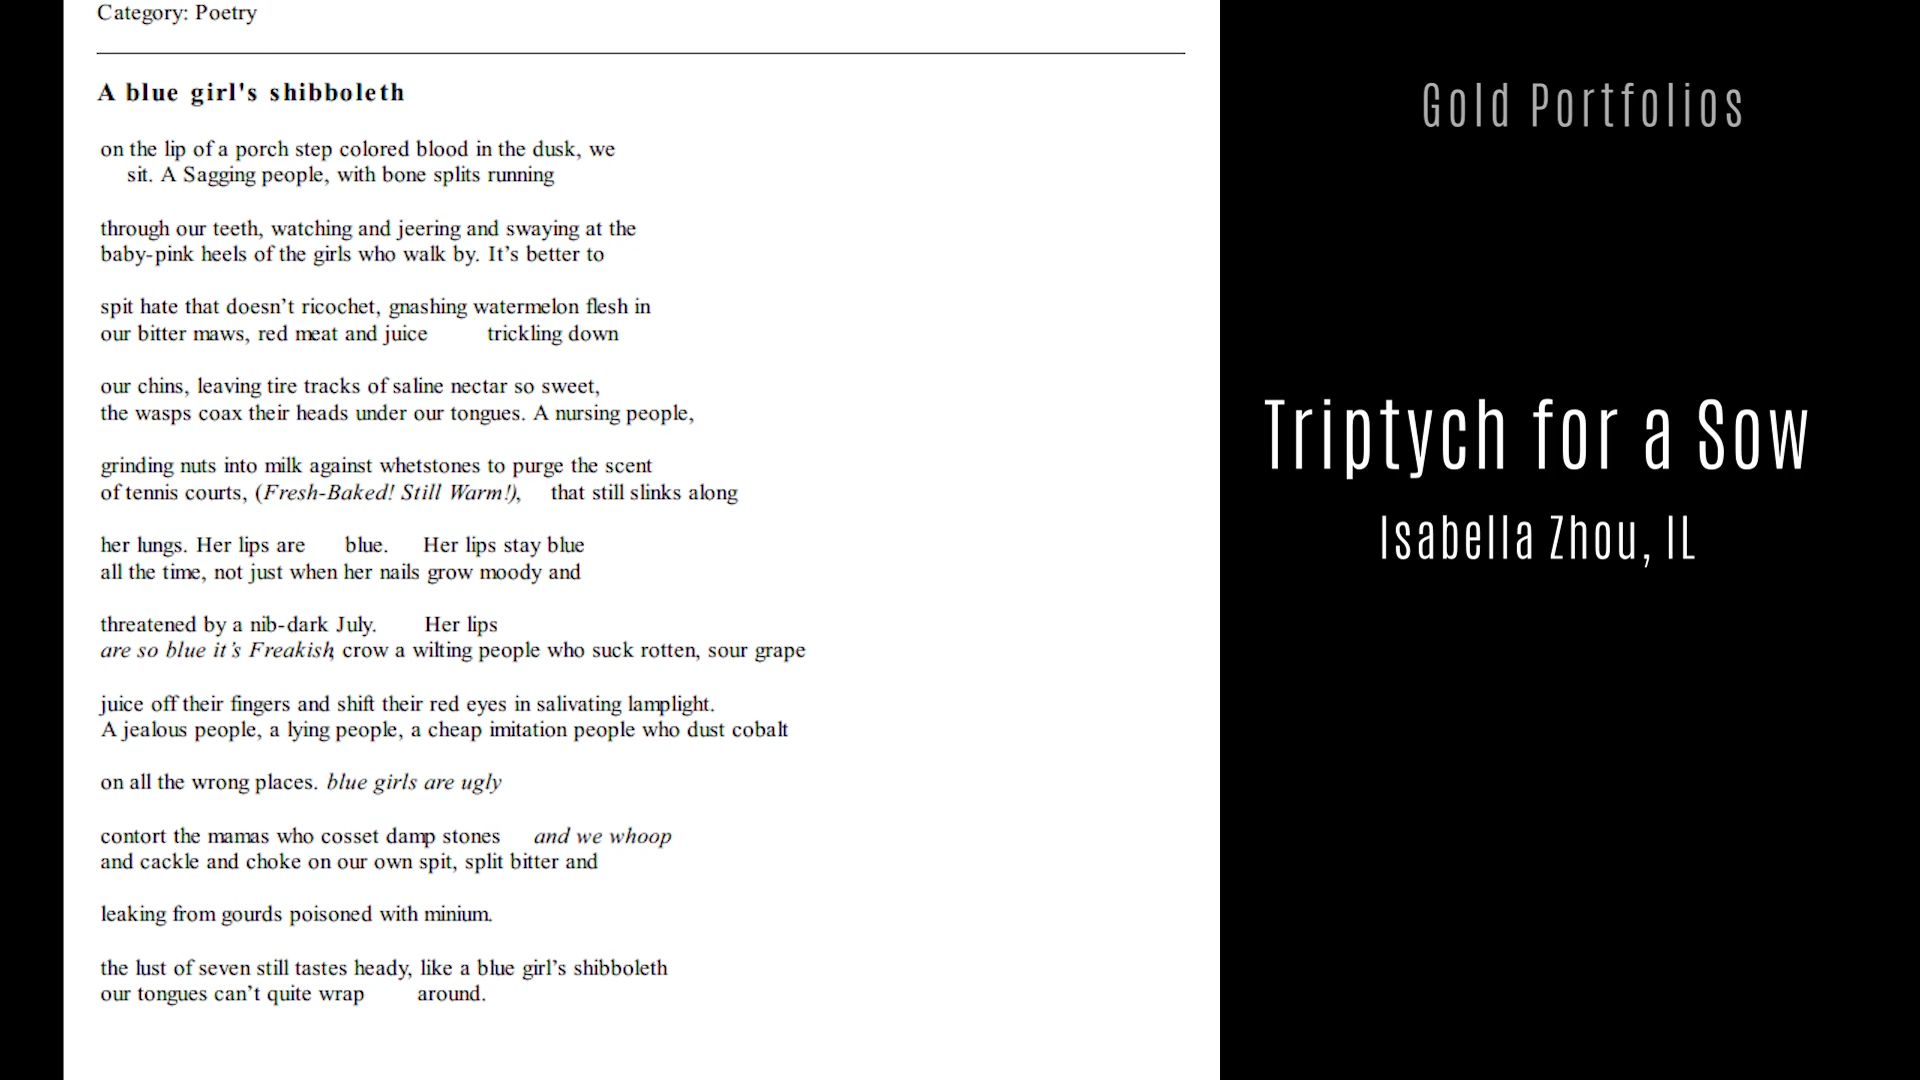 Category: Poetry
A blue girl's shibboleth
on the lip of a porch step colored blood in the dusk, we
sit. A Sagging people, with bone splits running
through our teeth, watching and jeering and swaying at the
baby-pink heels of the girls who walk by. It’s better to
spit hate that doesn’t ricochet, gnashing watermelon flesh in
our bitter maws, red meat and juice trickling down
our chins, leaving tire tracks of saline nectar so sweet,
the wasps coax their heads under our tongues. A nursing people,
grinding nuts into milk against whetstones to purge the scent
of tennis courts, (Fresh-Baked! Still Warm!), that still slinks along
her lungs. Her lips are blue. Her lips stay blue
all the time, not just when her nails grow moody and
threatened by a nib-dark July. Her lips
are so blue it’s Freakish, crow a wilting people who suck rotten, sour grape
juice off their fingers and shift their red eyes in salivating lamplight.
A jealous people, a lying people, a cheap imitation people who dust cobalt
on all the wrong places. blue girls are ugly
contort the mamas who cosset damp stones and we whoop
and cackle and choke on our own spit, split bitter and
leaking from gourds poisoned with minium.
the lust of seven still tastes heady, like a blue girl’s shibboleth
our tongues can’t quite wrap around.
Gold Portfolios
Triptych for a Sow
Isabella Zhou, IL